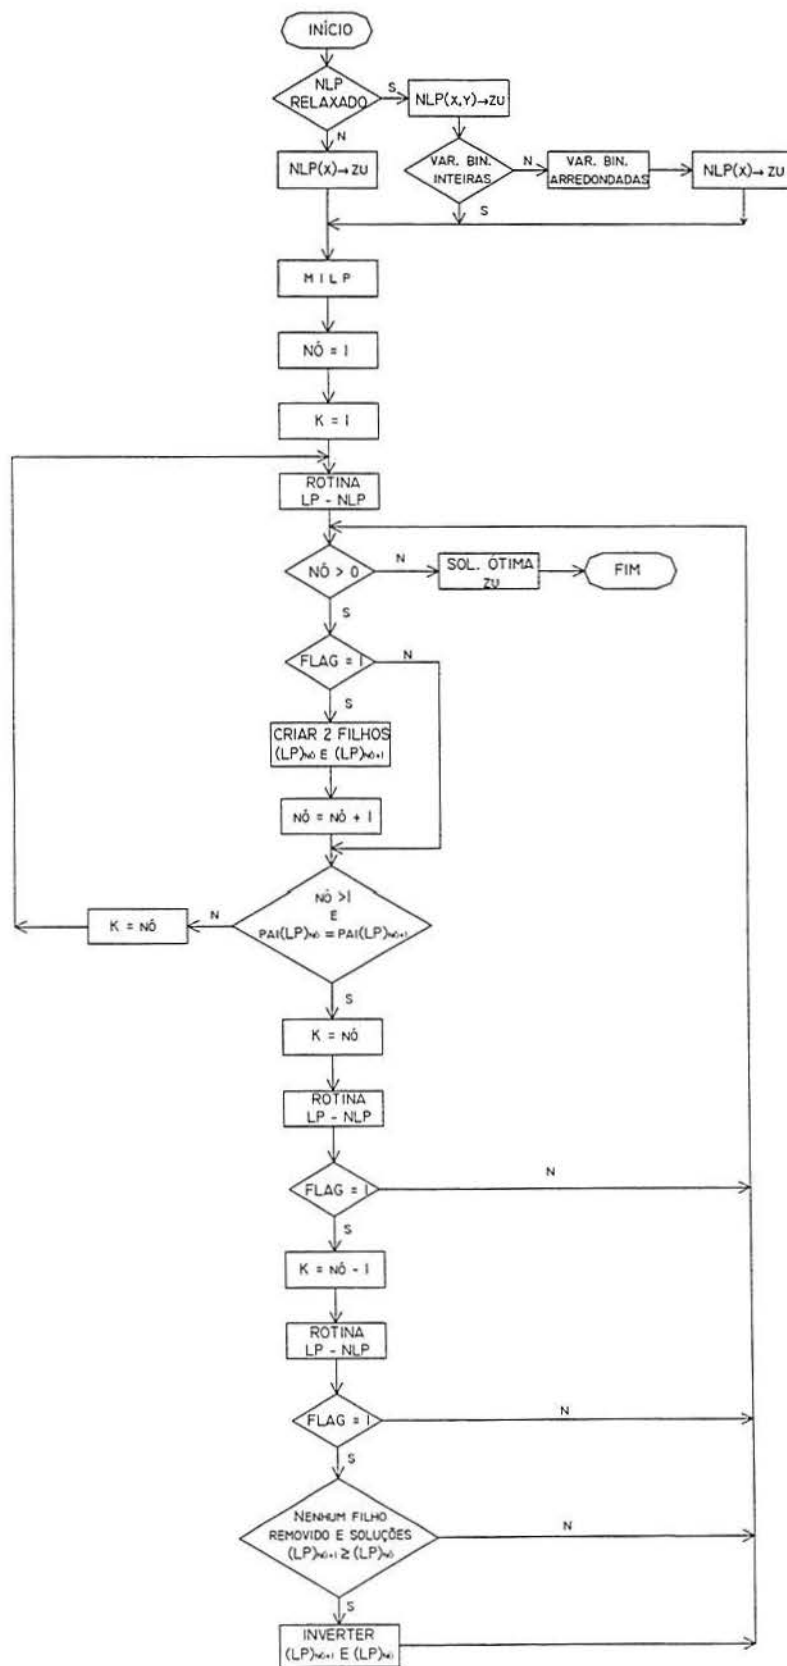 INÍCIO
NLP
RELAXADO
S
NLP(X,Y)→ZU
N
NLP(X)→ZU
VAR. BIN.
INTEIRAS
N
VAR. BIN.
ARREDONDADAS
NLP(X)→ZU
S
MILP
NÓ = 1
K = 1
ROTINA
LP - NLP
NÓ > 0
N
SOL. ÓTIMA
ZU
FIM
S
FLAG = 1
N
S
CRIAR 2 FILHOS
(LP)NÓ E (LP)NÓ+1
NÓ = NÓ + 1
NÓ >1
E
PAI(LP)NÓ = PAI(LP)NÓ+1
N
K = NÓ
S
K = NÓ
ROTINA
LP - NLP
FLAG = 1
N
S
K = NÓ - 1
ROTINA
LP - NLP
FLAG = 1
N
S
NENHUM FILHO
REMOVIDO E SOLUÇÕES
(LP)NÓ+1 ≥ (LP)NÓ
N
S
INVERTER
(LP)NÓ+1 E (LP)NÓ